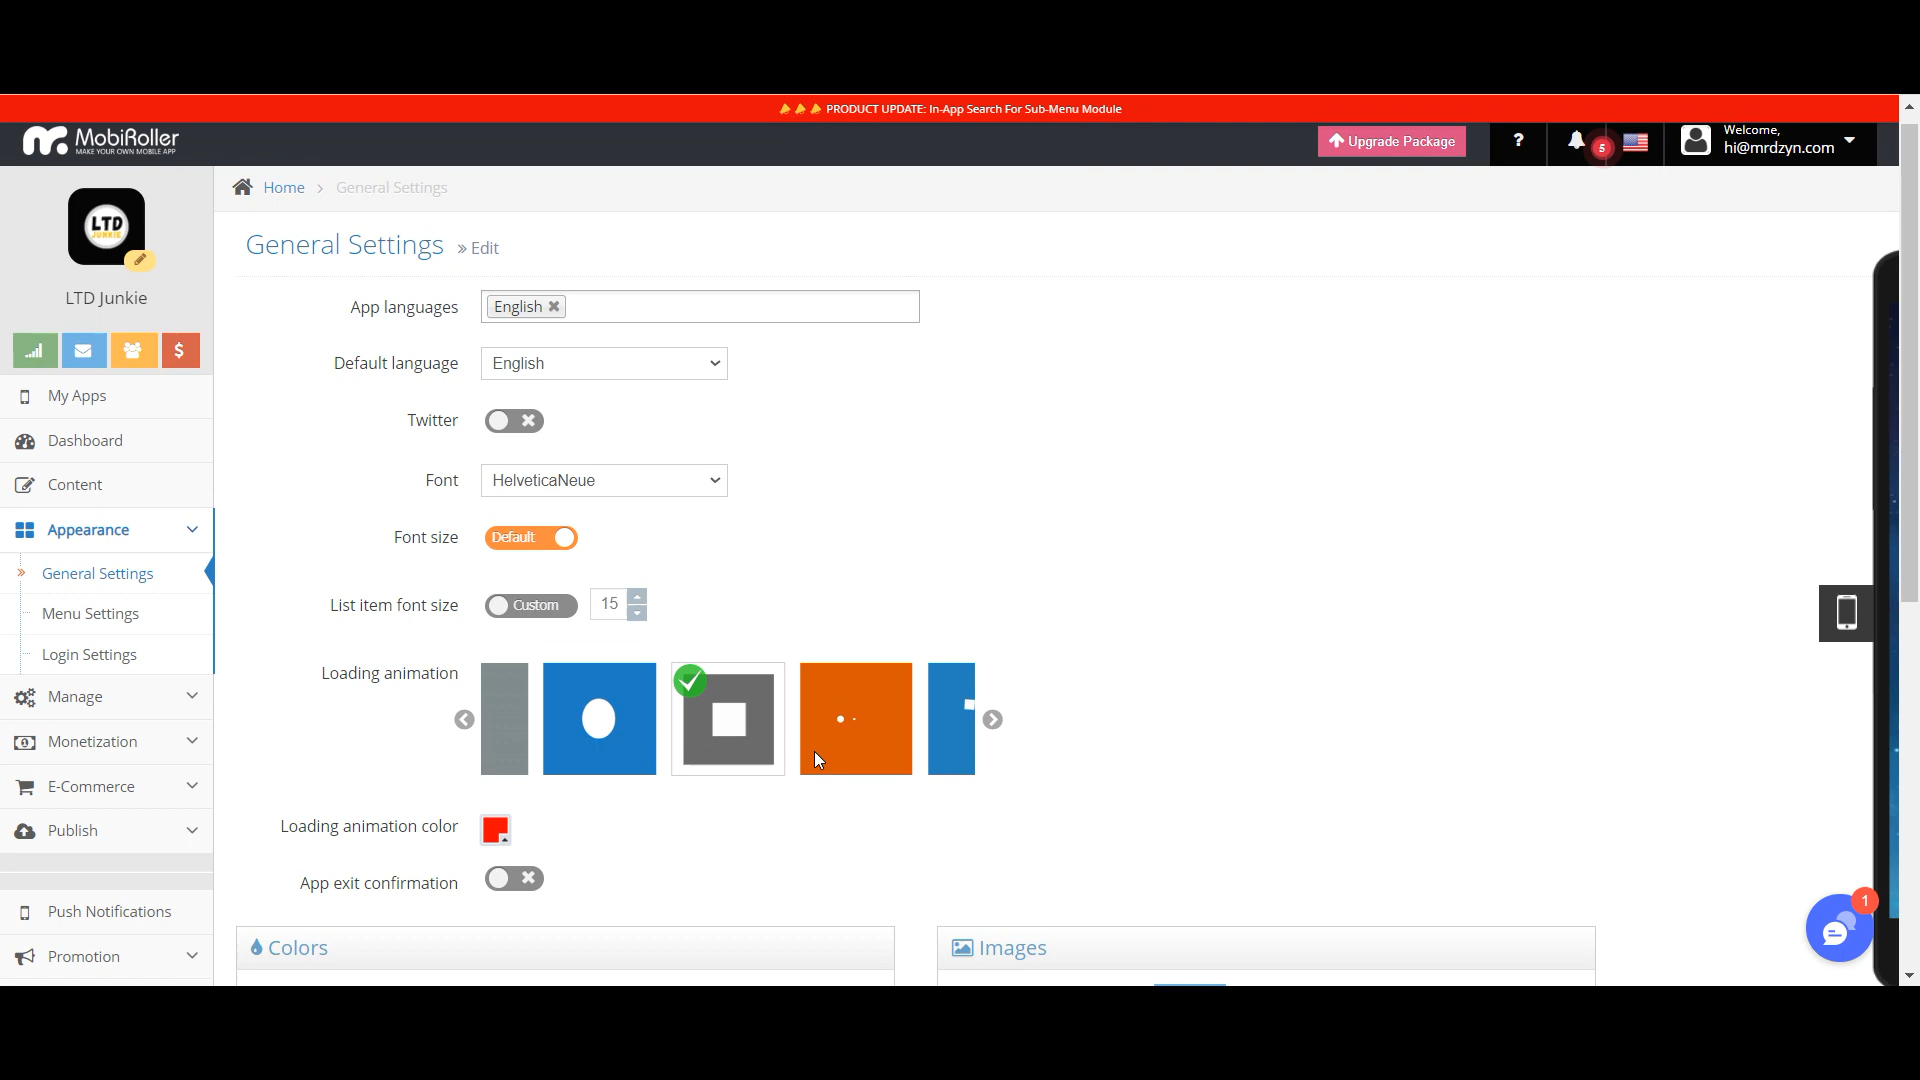 PRODUCT UPDATE: In-App Search For Sub-Menu Module
MobiRoller
MAKE YOUR OWN MOBILE APP
Upgrade Package
?
5
Welcome,
hi@mrdzyn.com
LTD
JUNKIE
LTD Junkie
$
My Apps
Dashboard
Content
Appearance
General Settings
Menu Settings
Login Settings
Manage
Monetization
E-Commerce
Publish
Push Notifications
Promotion
Home > General Settings
General Settings » Edit
App languages English
Default language English
Twitter
Font HelveticaNeue
Font size Default
List item font size Custom 15
Loading animation
Loading animation color
App exit confirmation
Colors
Images
1